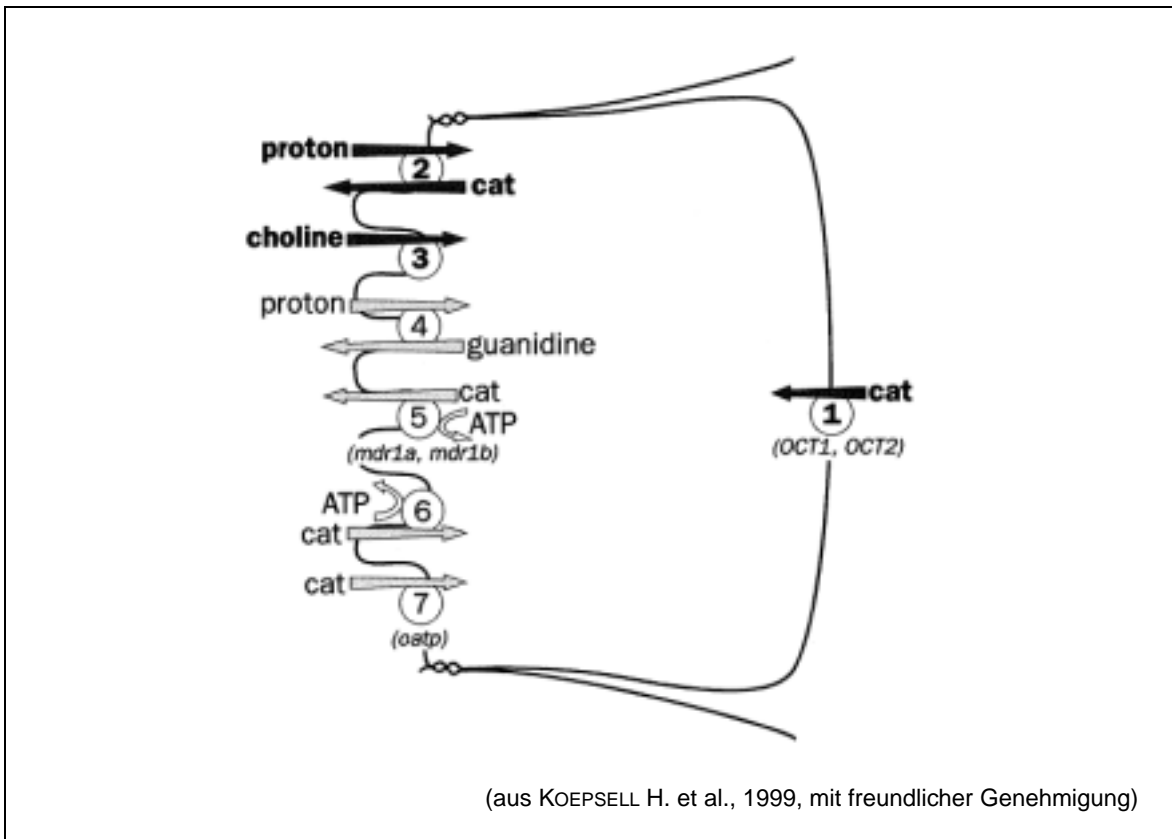 proton
2
cat
choline
3
proton
4
guanidine
cat
5
ATP
(mdr1a, mdr1b)
cat
1
(OCT1, OCT2)
ATP
6
cat
cat
7
(oatp)
(aus KOEPSELL H. et al., 1999, mit freundlicher Genehmigung)